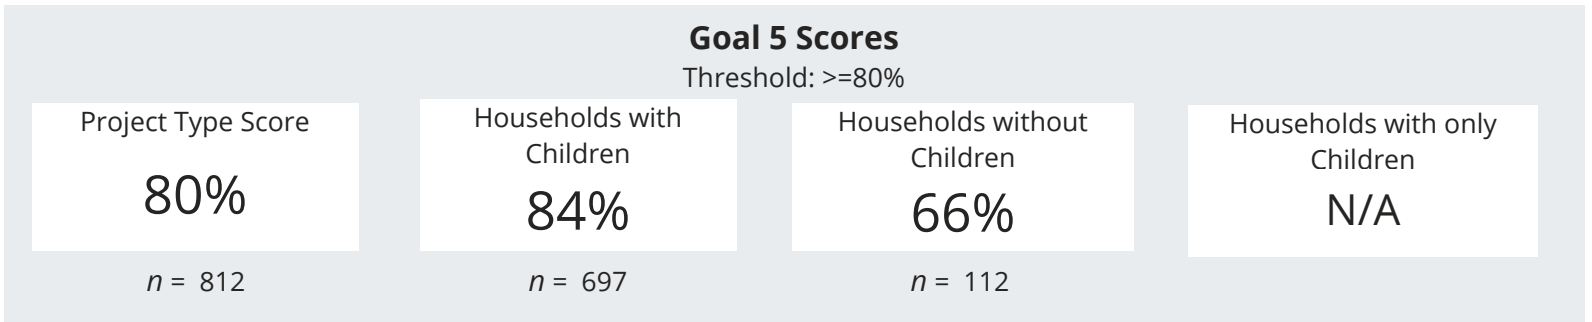 Goal 5 Scores
Threshold: >=80%
Project Type Score
80%
n = 812
Households with
Children
84%
n = 697
Households without
Children
66%
n = 112
Households with only
Children
N/A